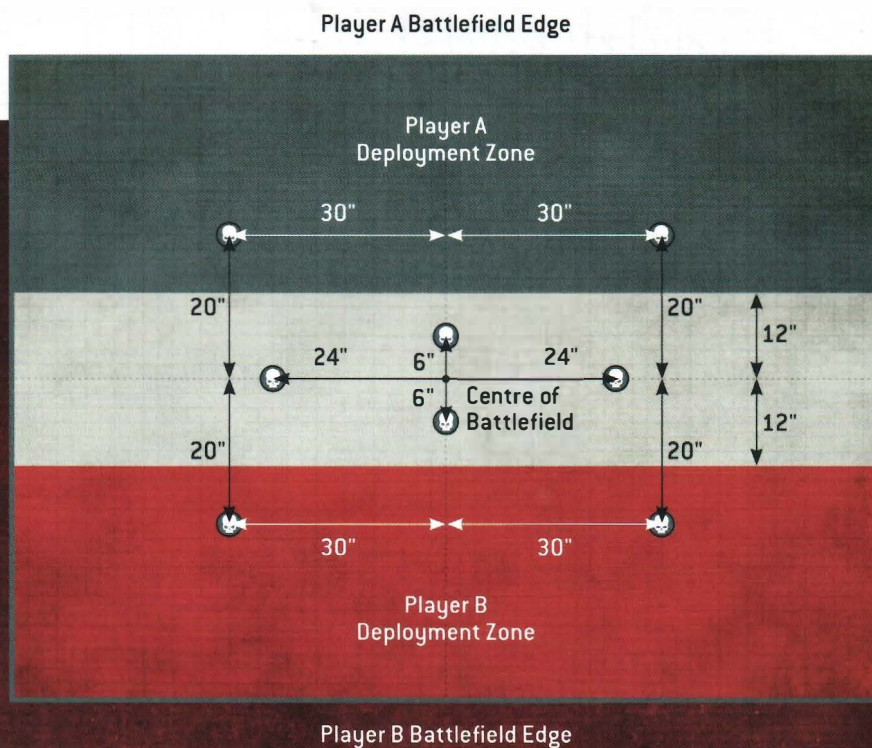 Player A Battlefield Edge
Player A
Deployment Zone
30" 30"
20" 20"
12"
24" 6" 24"
6" Centre of
Battlefield
12"
20" 20"
30" 30"
Player B
Deployment Zone
Player B Battlefield Edge